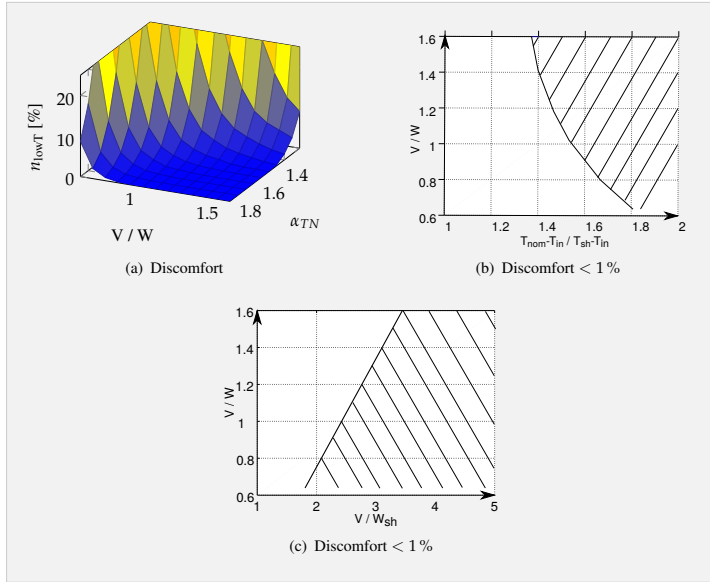 20
10
0
n_lowT [%]
1
1.5
V / W
1.4
1.6
1.8
α_TN
(a) Discomfort
1.6
1.4
1.2
1
0.8
0.6
V / W
1 1.2 1.4 1.6 1.8 2
T_nom-T_in / T_sh-T_in
(b) Discomfort < 1 %
1.6
1.4
1.2
1
0.8
0.6
V / W
1 2 3 4 5
V / W_sh
(c) Discomfort < 1 %